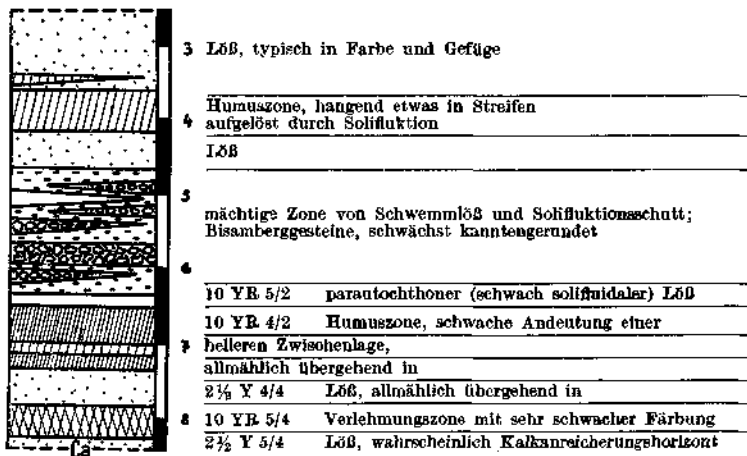 3 Löß, typisch in Farbe und Gefüge
Humuszone, hangend etwas in Streifen
4 aufgelöst durch Solifluktion
Löß
5
mächtige Zone von Schwemmlöß und Solifluktionsschutt;
Bisamberggesteine, schwächst kantengerundet
6
10 YR 5/2 parautochthoner (schwach solifluidaler) Löß
10 YR 4/2 Humuszone, schwache Andeutung einer
7 helleren Zwischenlage,
allmählich übergehend in
2½ Y 4/4 Löß, allmählich übergehend in
8 10 YR 5/4 Verlehmungszone mit sehr schwacher Färbung
2½ Y 5/4 Löß, wahrscheinlich Kalkanreicherungshorizont
Ca